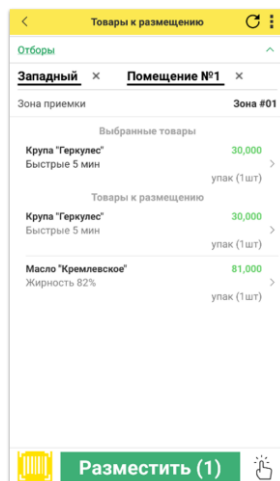 Товары к размещению
Отборы
Западный × Помещение №1 ×
Зона приемки Зона #01
Выбранные товары
Крупа "Геркулес" 30,000
Быстрые 5 мин
упак (1шт)
Товары к размещению
Крупа "Геркулес" 30,000
Быстрые 5 мин
упак (1шт)
Масло "Кремлевское" 81,000
Жирность 82%
упак (1шт)
Разместить (1)